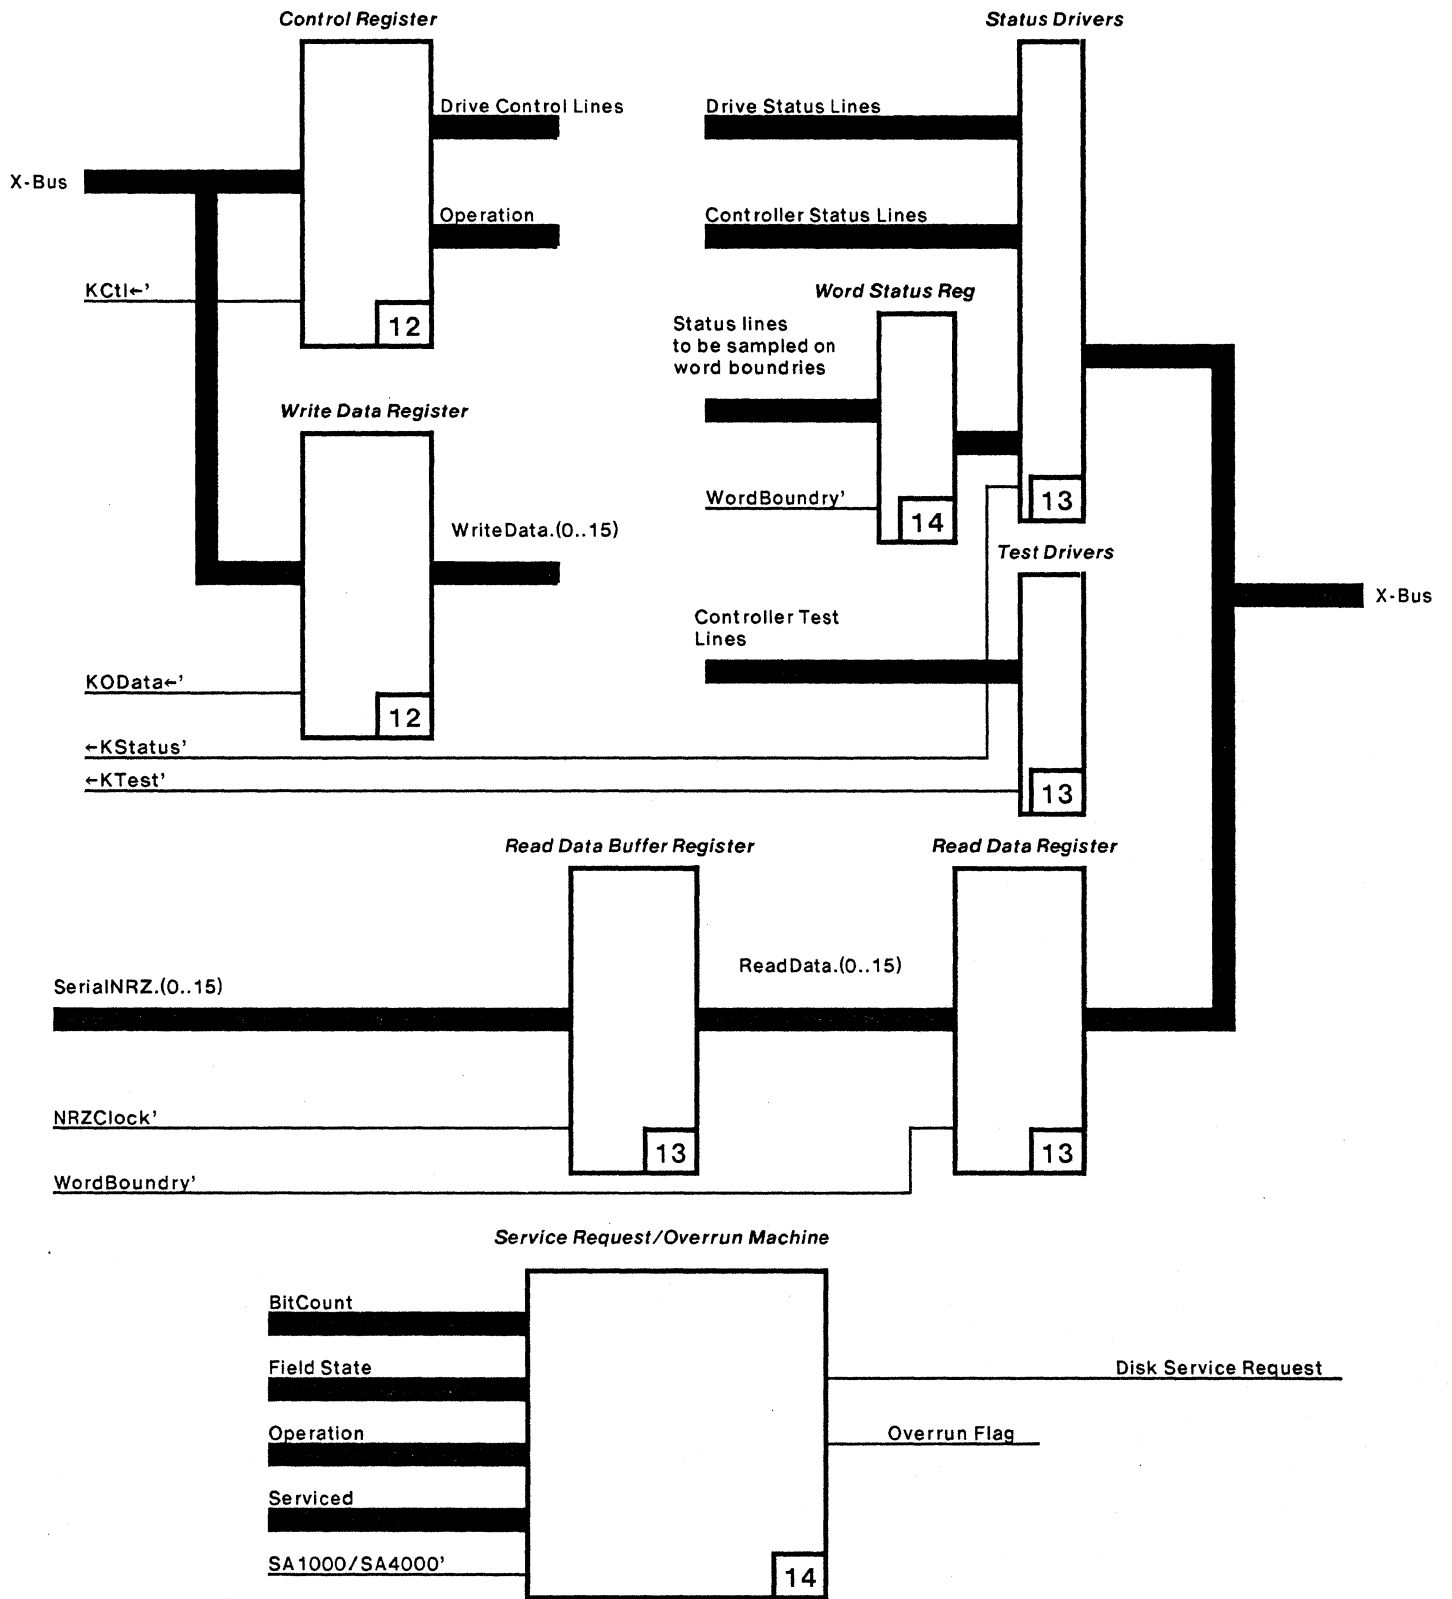 Control Register
Status Drivers
Drive Control Lines
Drive Status Lines
X-Bus
Operation
Controller Status Lines
KCtl←'
12
Word Status Reg
Status lines
to be sampled on
word boundries
Write Data Register
WordBoundry'
13
14
WriteData.(0..15)
Test Drivers
X-Bus
Controller Test
Lines
KOData←'
12
←KStatus'
←KTest'
13
Read Data Buffer Register
Read Data Register
ReadData.(0..15)
SerialNRZ.(0..15)
NRZClock'
13
13
WordBoundry'
Service Request/Overrun Machine
BitCount
Field State
Disk Service Request
Operation
Overrun Flag
Serviced
SA1000/SA4000'
14